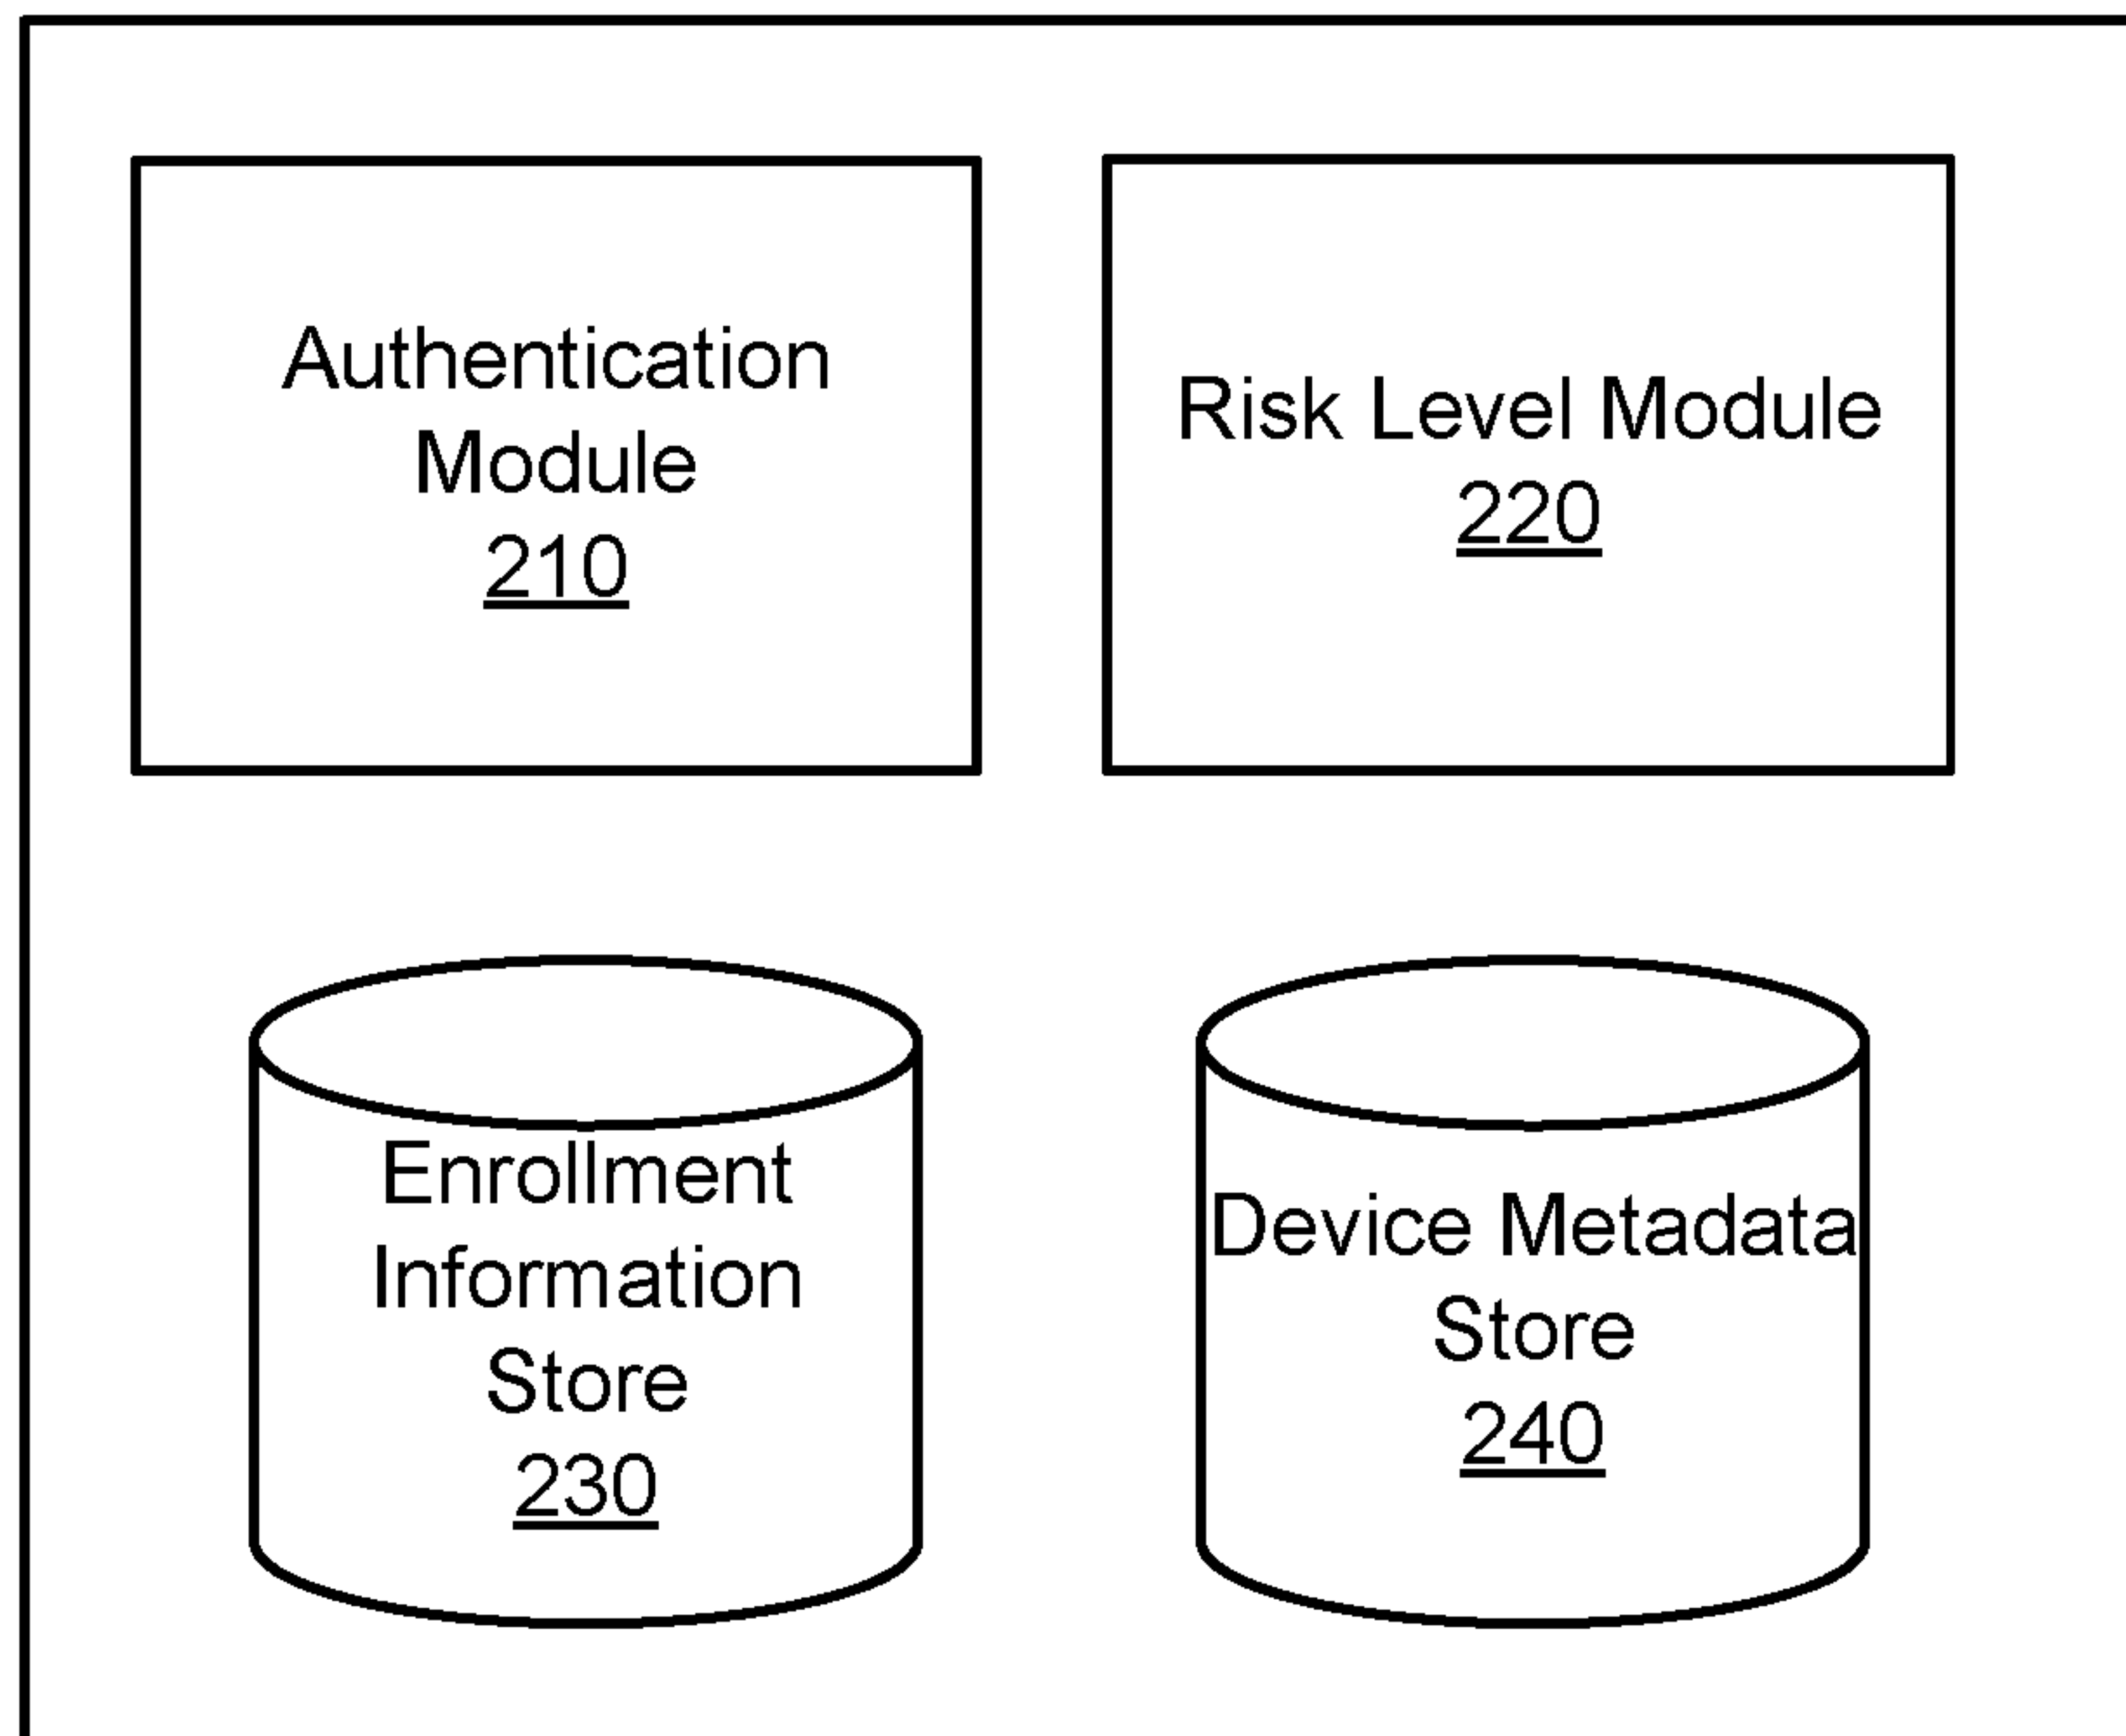 Authentication
Module
210
Risk Level Module
220
Enrollment
Information
Store
230
Device Metadata
Store
240